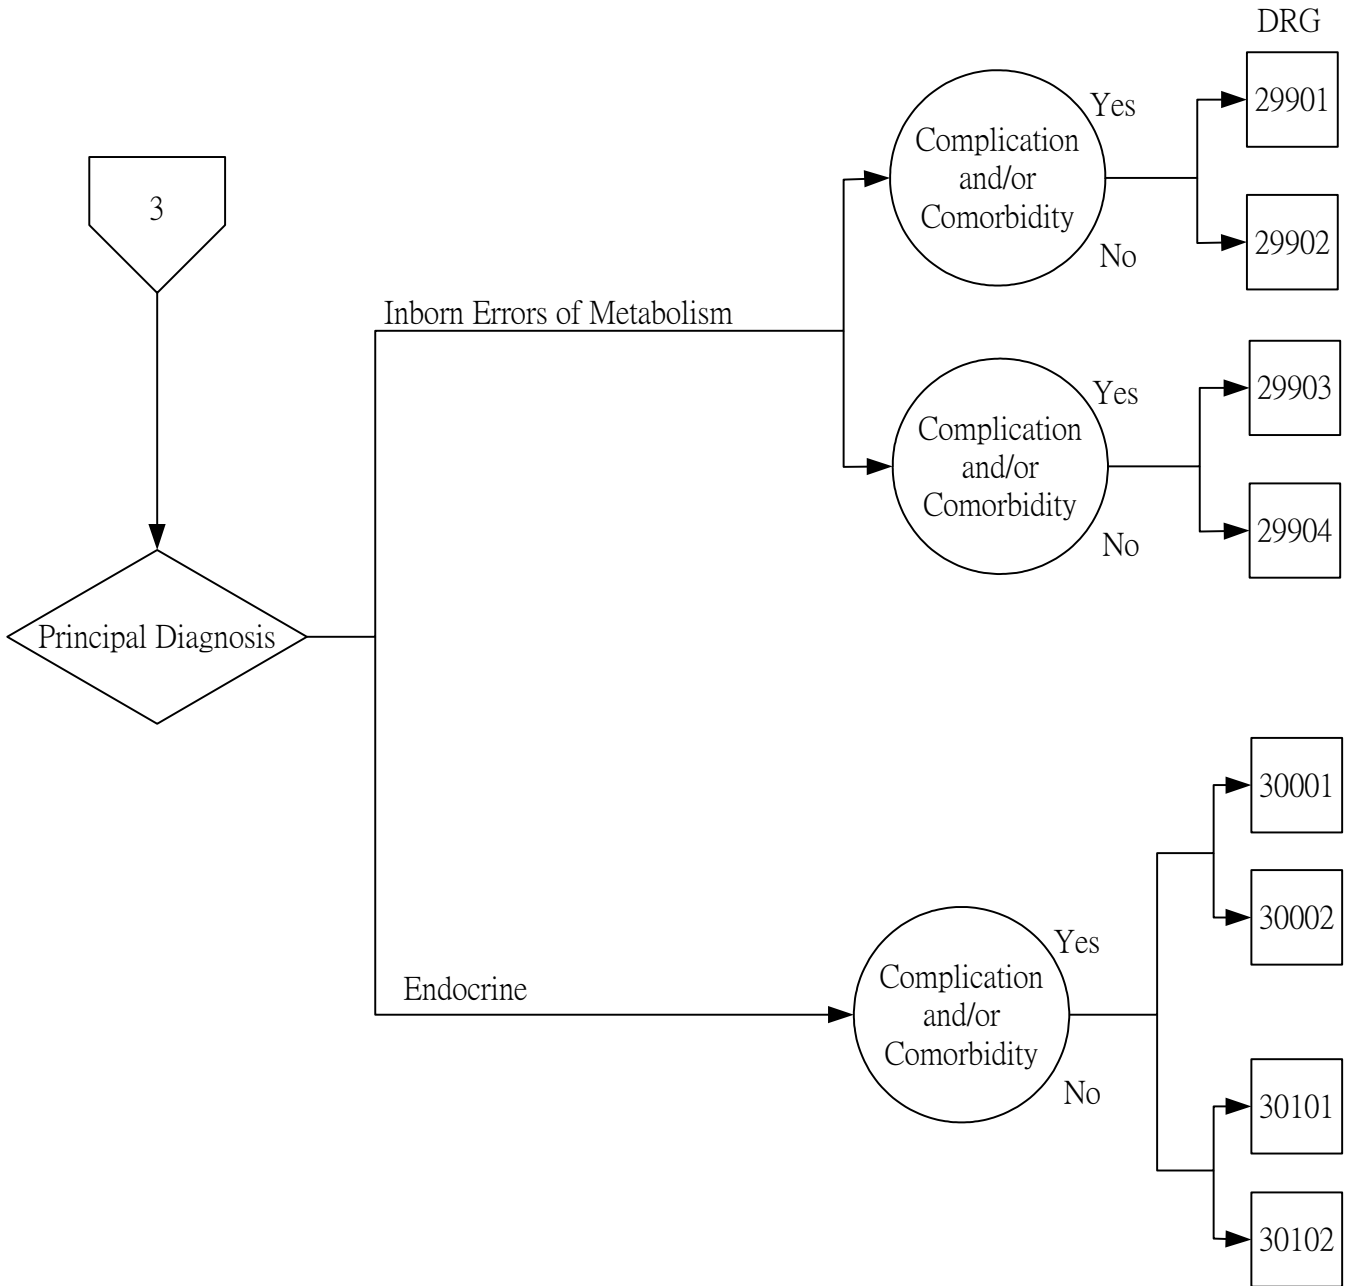 DRG
3
Principal Diagnosis
Inborn Errors of Metabolism
Complication
and/or
Comorbidity
Yes
No
29901
29902
Complication
and/or
Comorbidity
Yes
No
29903
29904
Endocrine
Complication
and/or
Comorbidity
Yes
No
30001
30002
30101
30102